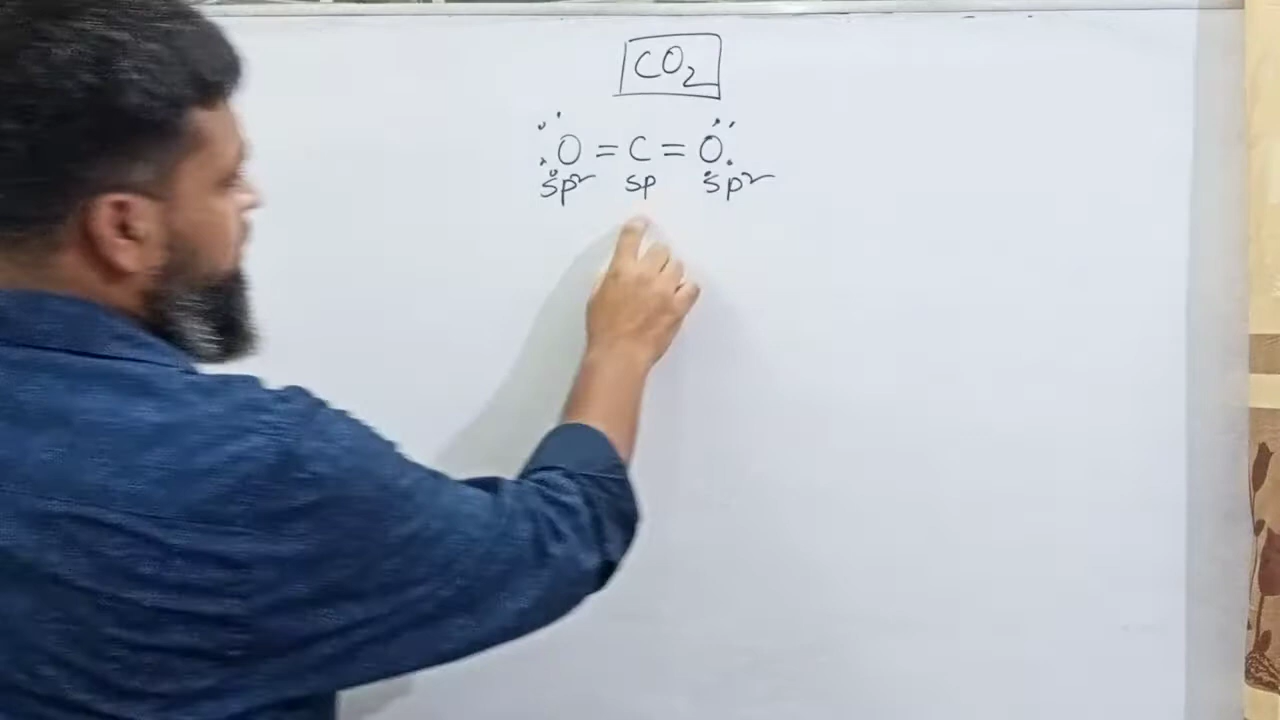 CO₂
O = C = O
sp² sp sp²